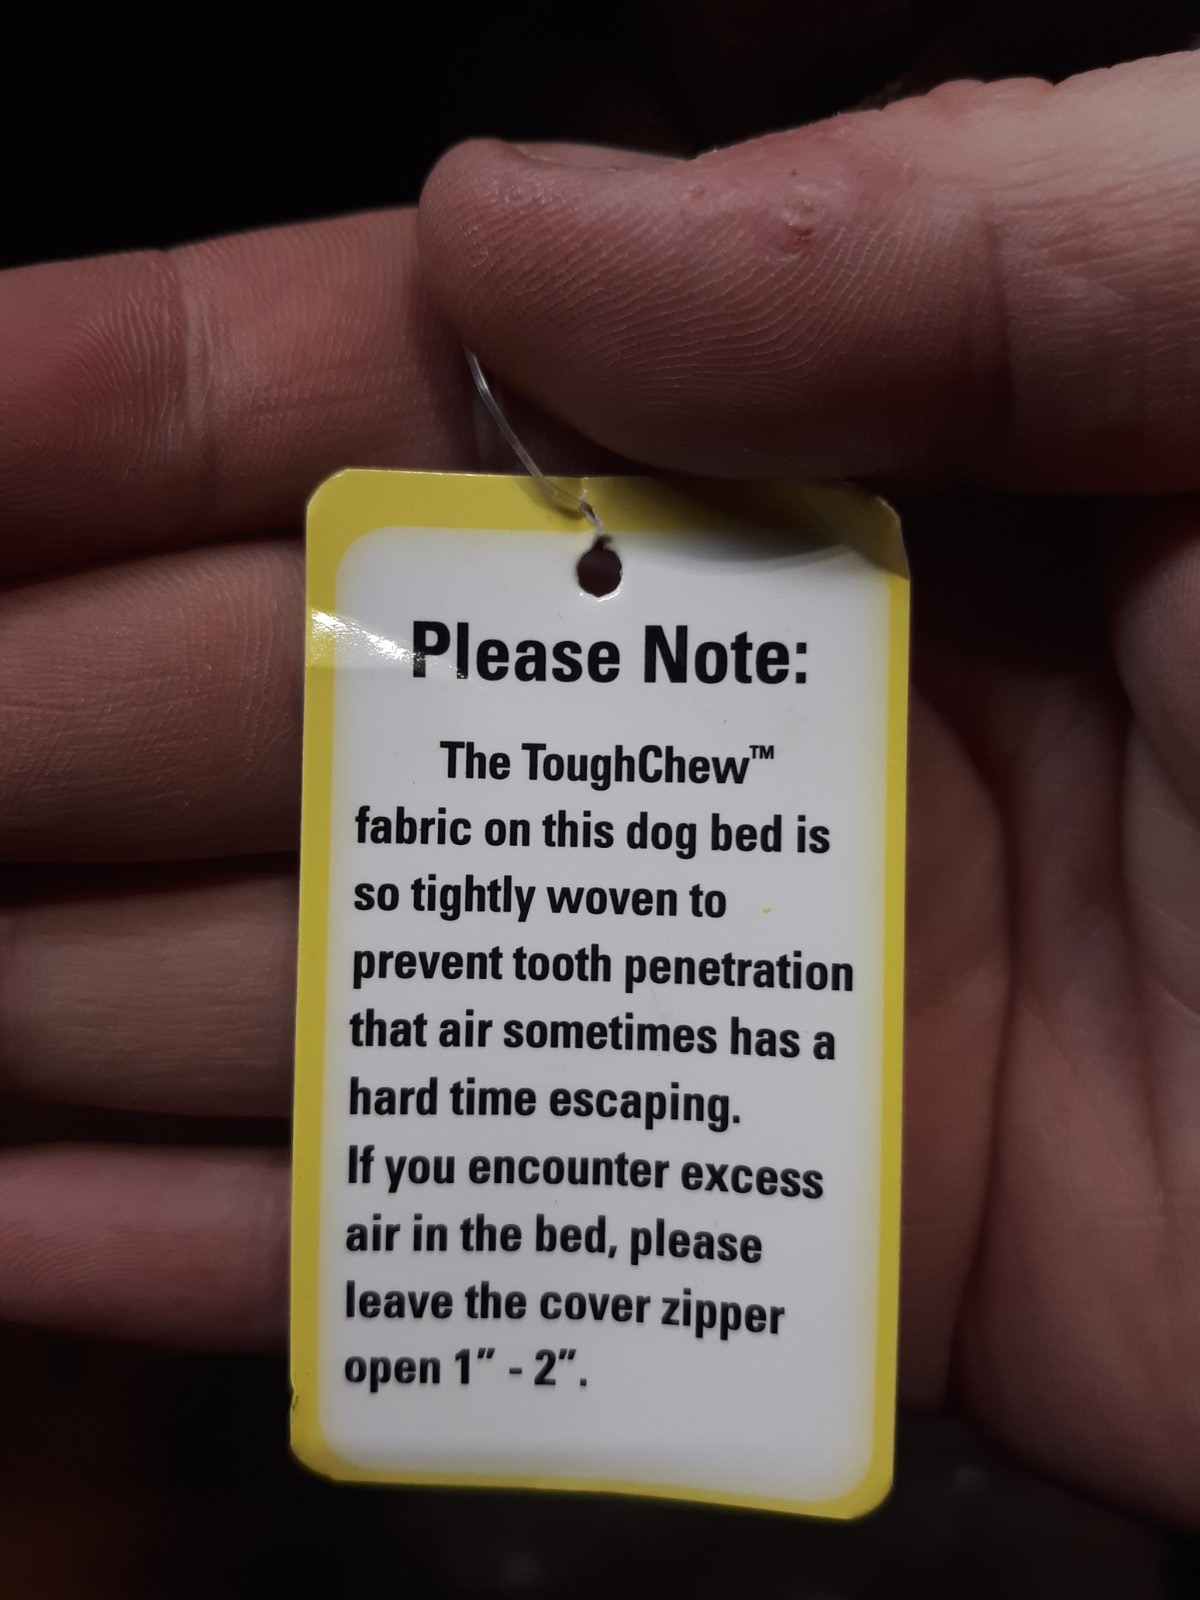 Please Note:
The ToughChew™
fabric on this dog bed is
so tightly woven to
prevent tooth penetration
that air sometimes has a
hard time escaping.
If you encounter excess
air in the bed, please
leave the cover zipper
open 1” - 2”.